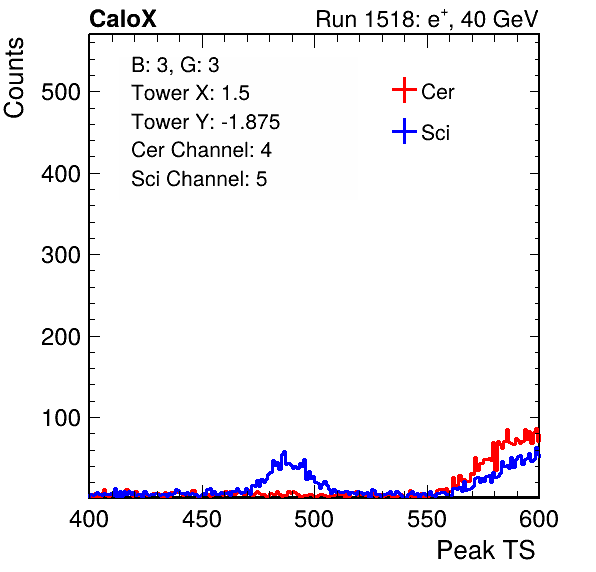 CaloX Run 1518: e⁺, 40 GeV
Counts
B: 3, G: 3
Tower X: 1.5
Tower Y: -1.875
Cer Channel: 4
Sci Channel: 5
Cer
Sci
500
400
300
200
100
400 450 500 550 600
Peak TS